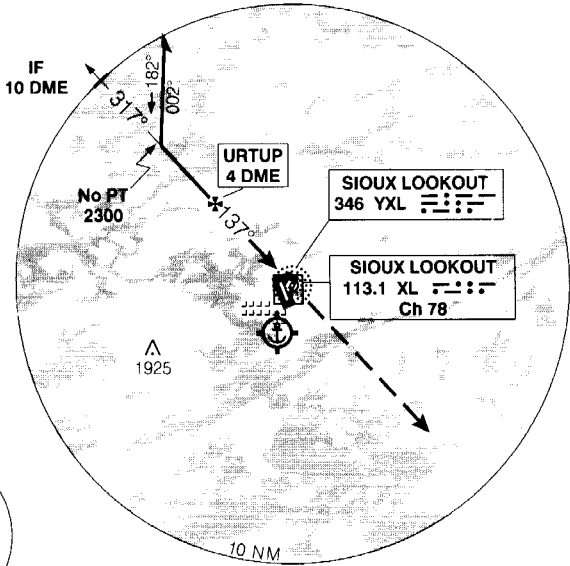 IF
10 DME
317°
182°
002°
No PT
2300
URTUP
4 DME
137°
SIOUX LOOKOUT
346 YXL
SIOUX LOOKOUT
113.1 XL
Ch 78
1925
10 NM